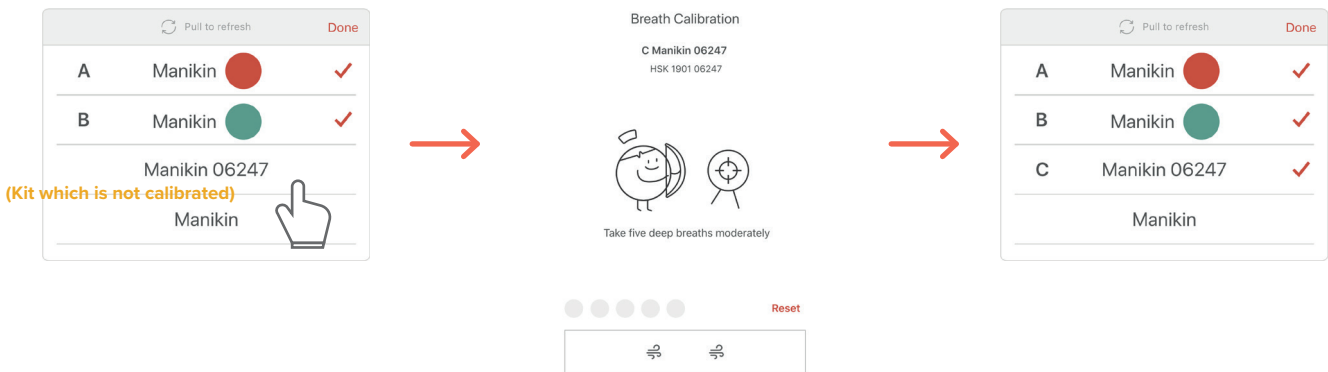 Pull to refresh Done
A Manikin
B Manikin
Manikin 06247
(Kit which is not calibrated)
Manikin
Breath Calibration
C Manikin 06247
HSK 1901 06247
Take five deep breaths moderately
Reset
Pull to refresh Done
A Manikin
B Manikin
C Manikin 06247
Manikin